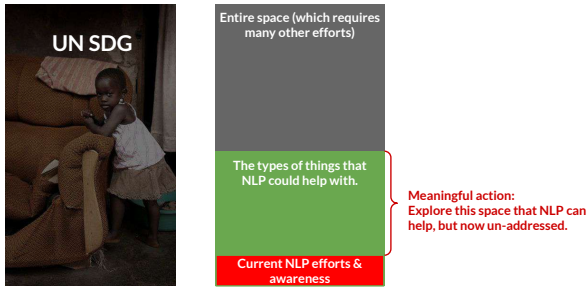 UN SDG
Entire space (which requires
many other efforts)
The types of things that
NLP could help with.
Meaningful action:
Explore this space that NLP can
help, but now un-addressed.
Current NLP efforts &
awareness